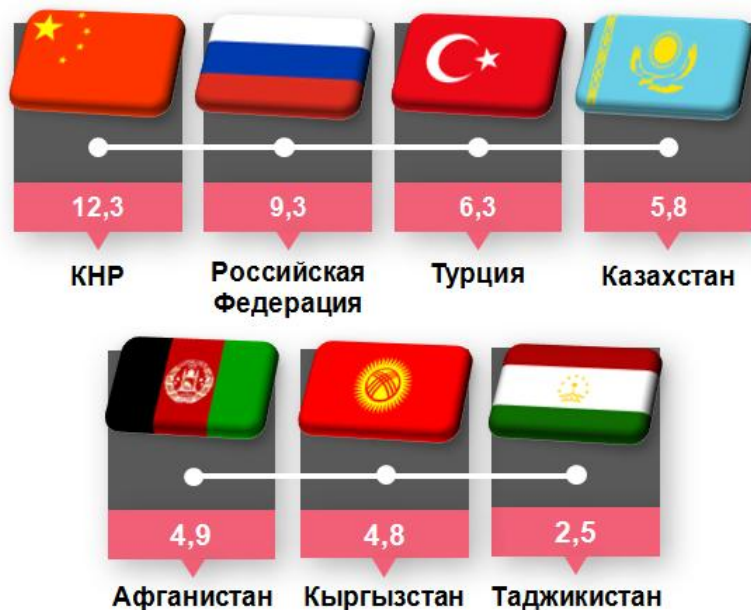 12,3
9,3
6,3
5,8
КНР
Российская
Федерация
Турция
Казахстан
4,9
4,8
2,5
Афганистан
Кыргызстан
Таджикистан